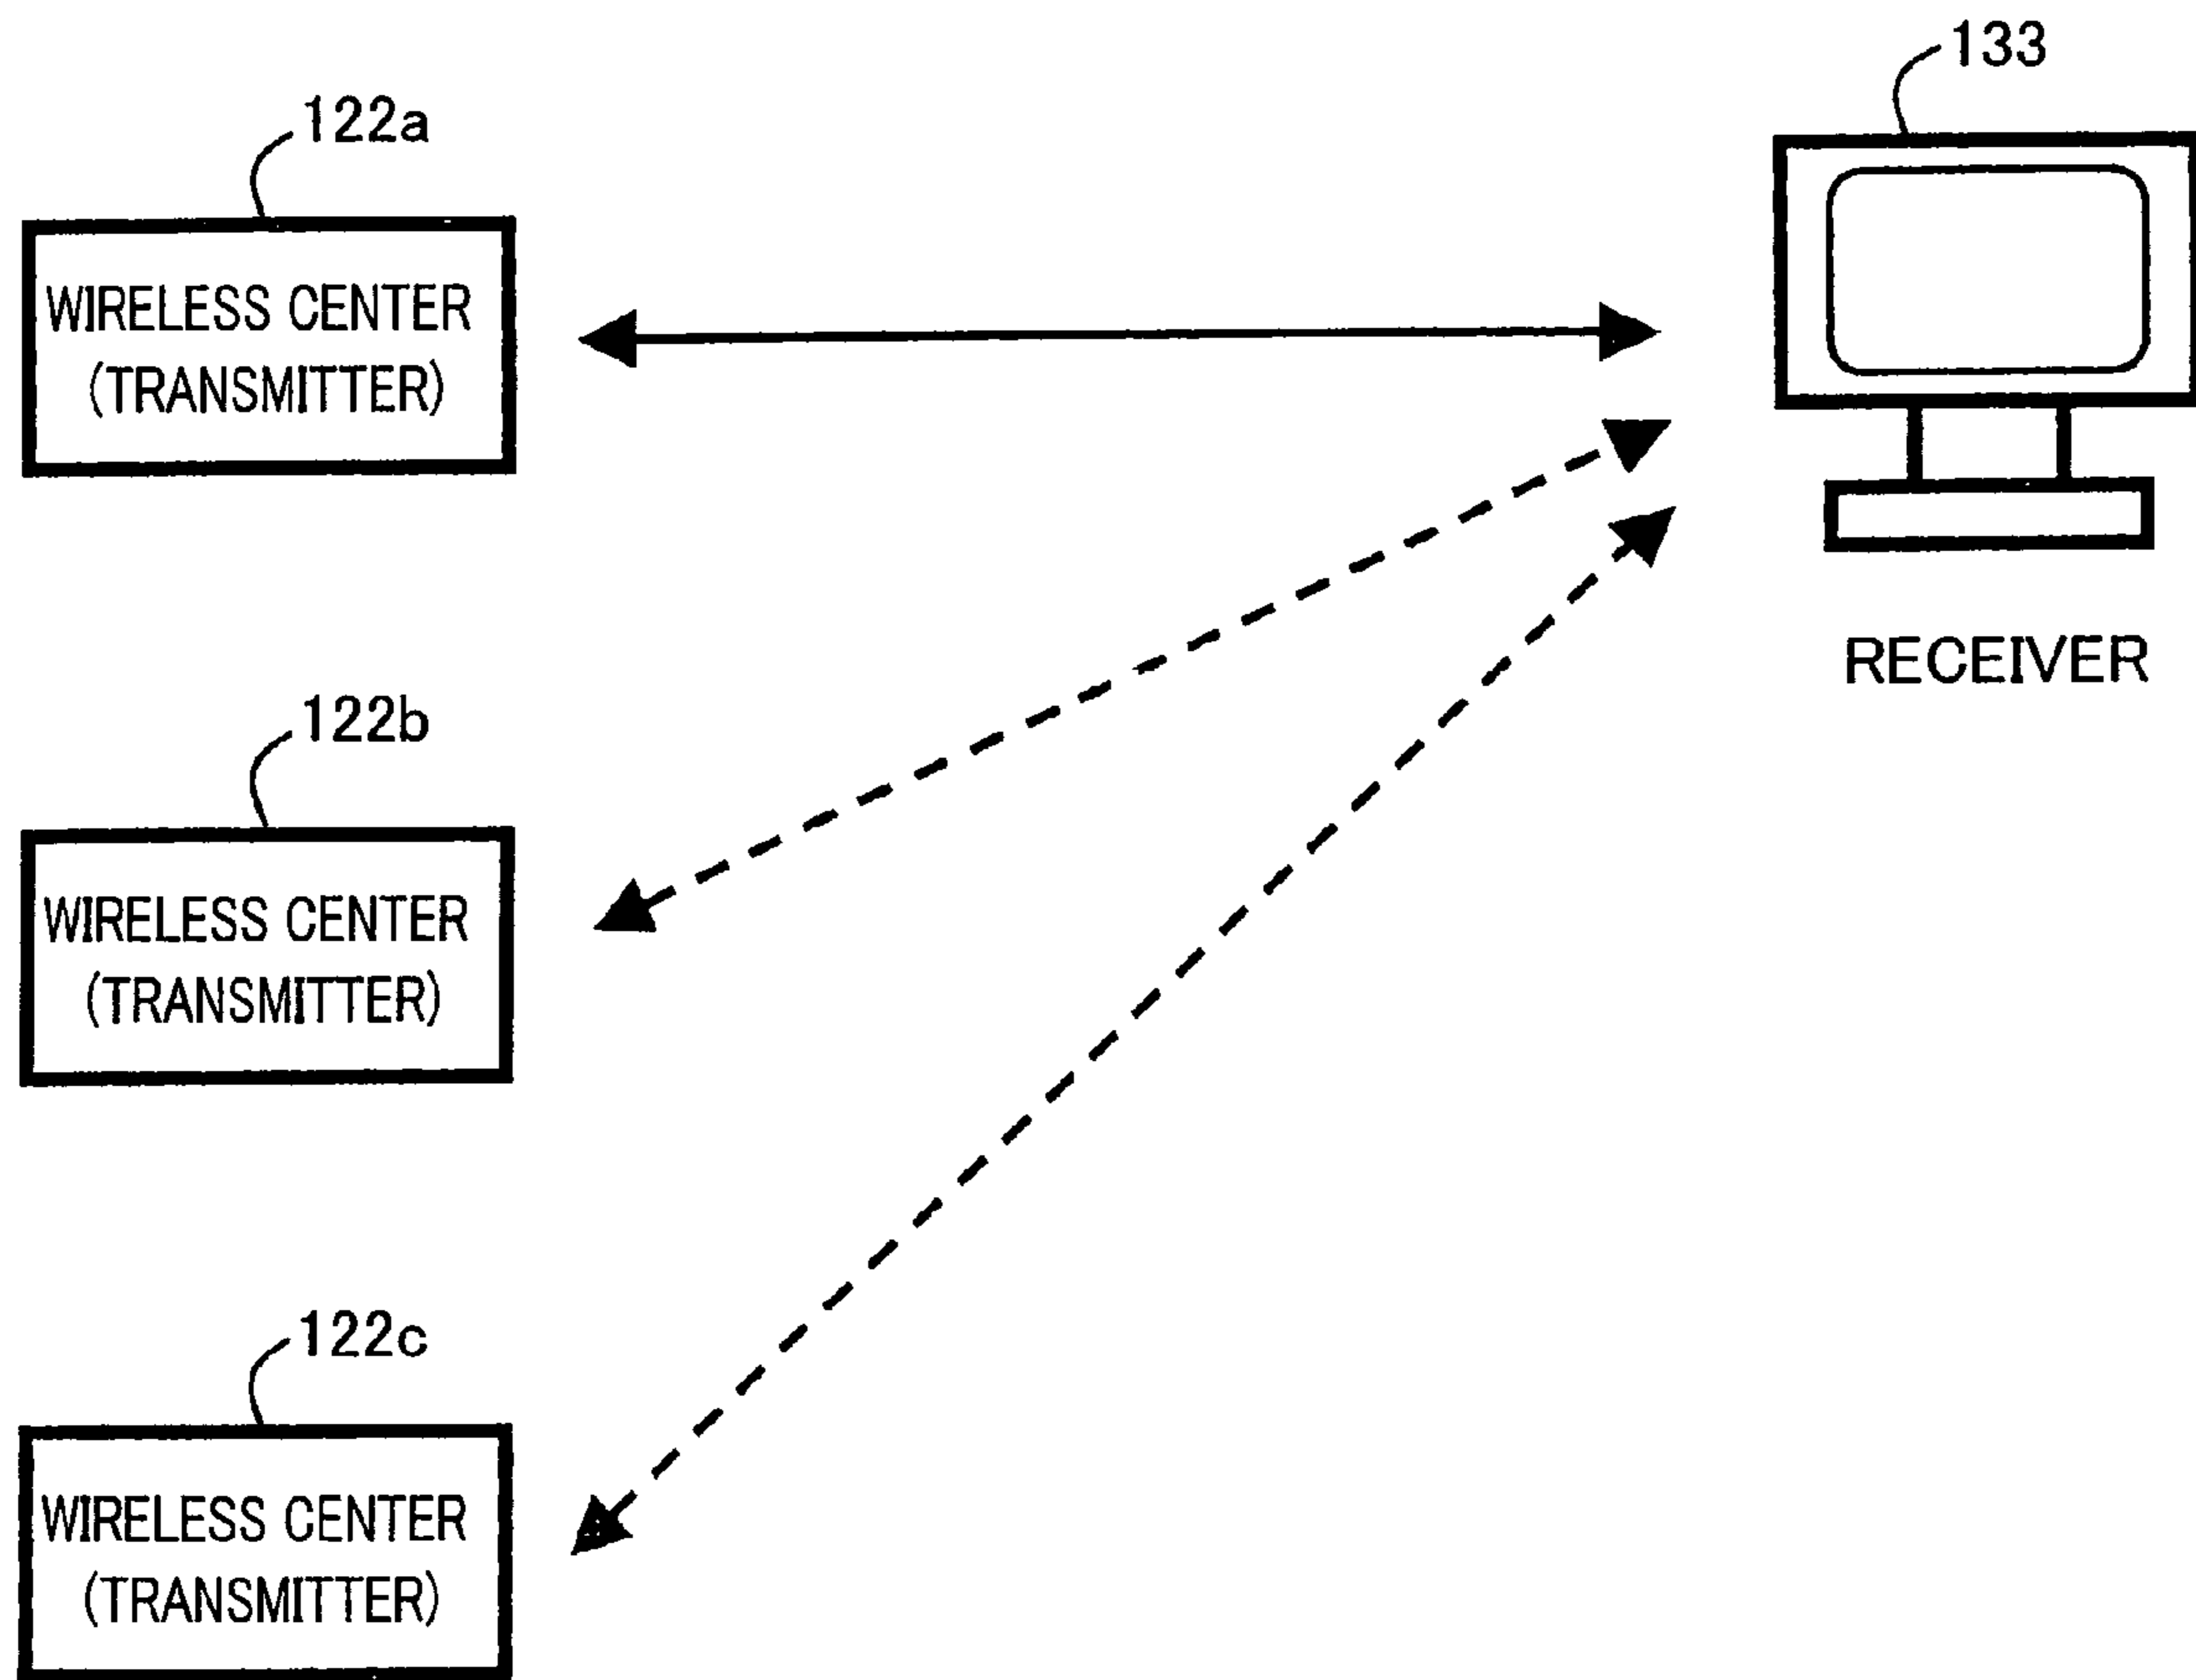 133
122a
WIRELESS CENTER
(TRANSMITTER)
RECEIVER
122b
WIRELESS CENTER
(TRANSMITTER)
122c
WIRELESS CENTER
(TRANSMITTER)